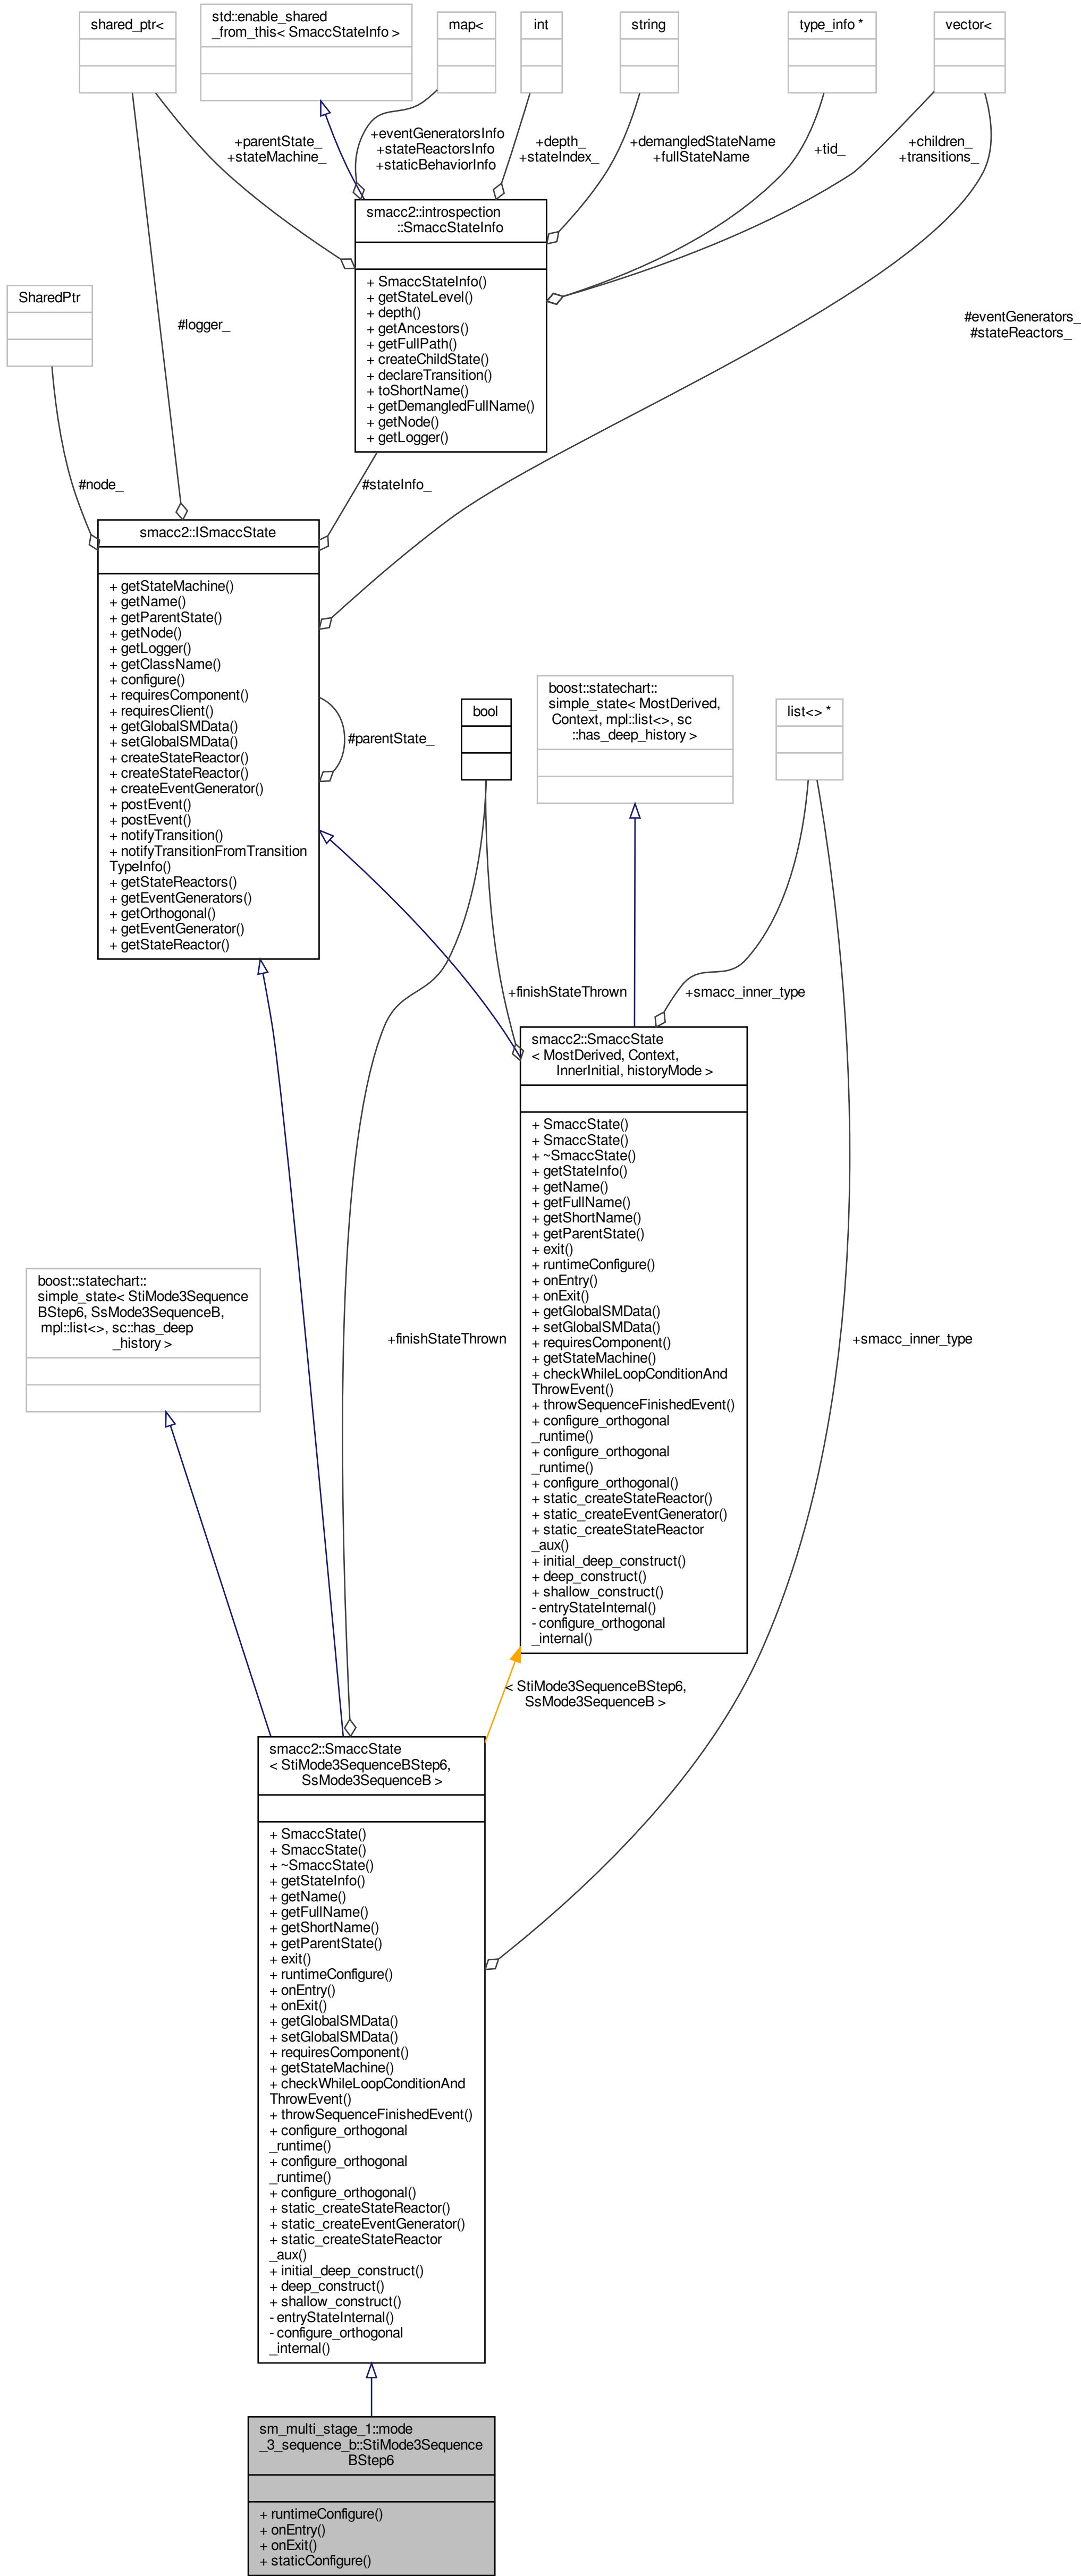 shared_ptr<
std::enable_shared
_from_this< SmaccStateInfo >
map<
int
string
type_info *
vector<
+parentState_
+stateMachine_
+eventGeneratorsInfo
+stateReactorsInfo
+staticBehaviorInfo
+depth_
+stateIndex_
+demangledStateName
+fullStateName
+tid_
+children_
+transitions_
smacc2::introspection
::SmaccStateInfo
+ SmaccStateInfo()
+ getStateLevel()
+ depth()
+ getAncestors()
+ getFullPath()
+ createChildState()
+ declareTransition()
+ toShortName()
+ getDemangledFullName()
+ getNode()
+ getLogger()
SharedPtr
#logger_
#eventGenerators_
#stateReactors_
#node_
#stateInfo_
smacc2::ISmaccState
+ getStateMachine()
+ getName()
+ getParentState()
+ getNode()
+ getLogger()
+ getClassName()
+ configure()
+ requiresComponent()
+ requiresClient()
+ getGlobalSMData()
+ setGlobalSMData()
+ createStateReactor()
+ createStateReactor()
+ createEventGenerator()
+ postEvent()
+ postEvent()
+ notifyTransition()
+ notifyTransitionFromTransition
TypeInfo()
+ getStateReactors()
+ getEventGenerators()
+ getOrthogonal()
+ getEventGenerator()
+ getStateReactor()
#parentState_
bool
boost::statechart::
simple_state< MostDerived,
Context, mpl::list<>, sc
::has_deep_history >
list<> *
+finishStateThrown
+smacc_inner_type
smacc2::SmaccState
< MostDerived, Context,
InnerInitial, historyMode >
+ SmaccState()
+ SmaccState()
+ ~SmaccState()
+ getStateInfo()
+ getName()
+ getFullName()
+ getShortName()
+ getParentState()
+ exit()
+ runtimeConfigure()
+ onEntry()
+ onExit()
+ getGlobalSMData()
+ setGlobalSMData()
+ requiresComponent()
+ getStateMachine()
+ checkWhileLoopConditionAnd
ThrowEvent()
+ throwSequenceFinishedEvent()
+ configure_orthogonal
_runtime()
+ configure_orthogonal
_runtime()
+ configure_orthogonal()
+ static_createStateReactor()
+ static_createEventGenerator()
+ static_createStateReactor
_aux()
+ initial_deep_construct()
+ deep_construct()
+ shallow_construct()
- entryStateInternal()
- configure_orthogonal
_internal()
boost::statechart::
simple_state< StiMode3Sequence
BStep6, SsMode3SequenceB,
mpl::list<>, sc::has_deep
_history >
+finishStateThrown
+smacc_inner_type
< StiMode3SequenceBStep6,
SsMode3SequenceB >
smacc2::SmaccState
< StiMode3SequenceBStep6,
SsMode3SequenceB >
+ SmaccState()
+ SmaccState()
+ ~SmaccState()
+ getStateInfo()
+ getName()
+ getFullName()
+ getShortName()
+ getParentState()
+ exit()
+ runtimeConfigure()
+ onEntry()
+ onExit()
+ getGlobalSMData()
+ setGlobalSMData()
+ requiresComponent()
+ getStateMachine()
+ checkWhileLoopConditionAnd
ThrowEvent()
+ throwSequenceFinishedEvent()
+ configure_orthogonal
_runtime()
+ configure_orthogonal
_runtime()
+ configure_orthogonal()
+ static_createStateReactor()
+ static_createEventGenerator()
+ static_createStateReactor
_aux()
+ initial_deep_construct()
+ deep_construct()
+ shallow_construct()
- entryStateInternal()
- configure_orthogonal
_internal()
sm_multi_stage_1::mode
_3_sequence_b::StiMode3Sequence
BStep6
+ runtimeConfigure()
+ onEntry()
+ onExit()
+ staticConfigure()